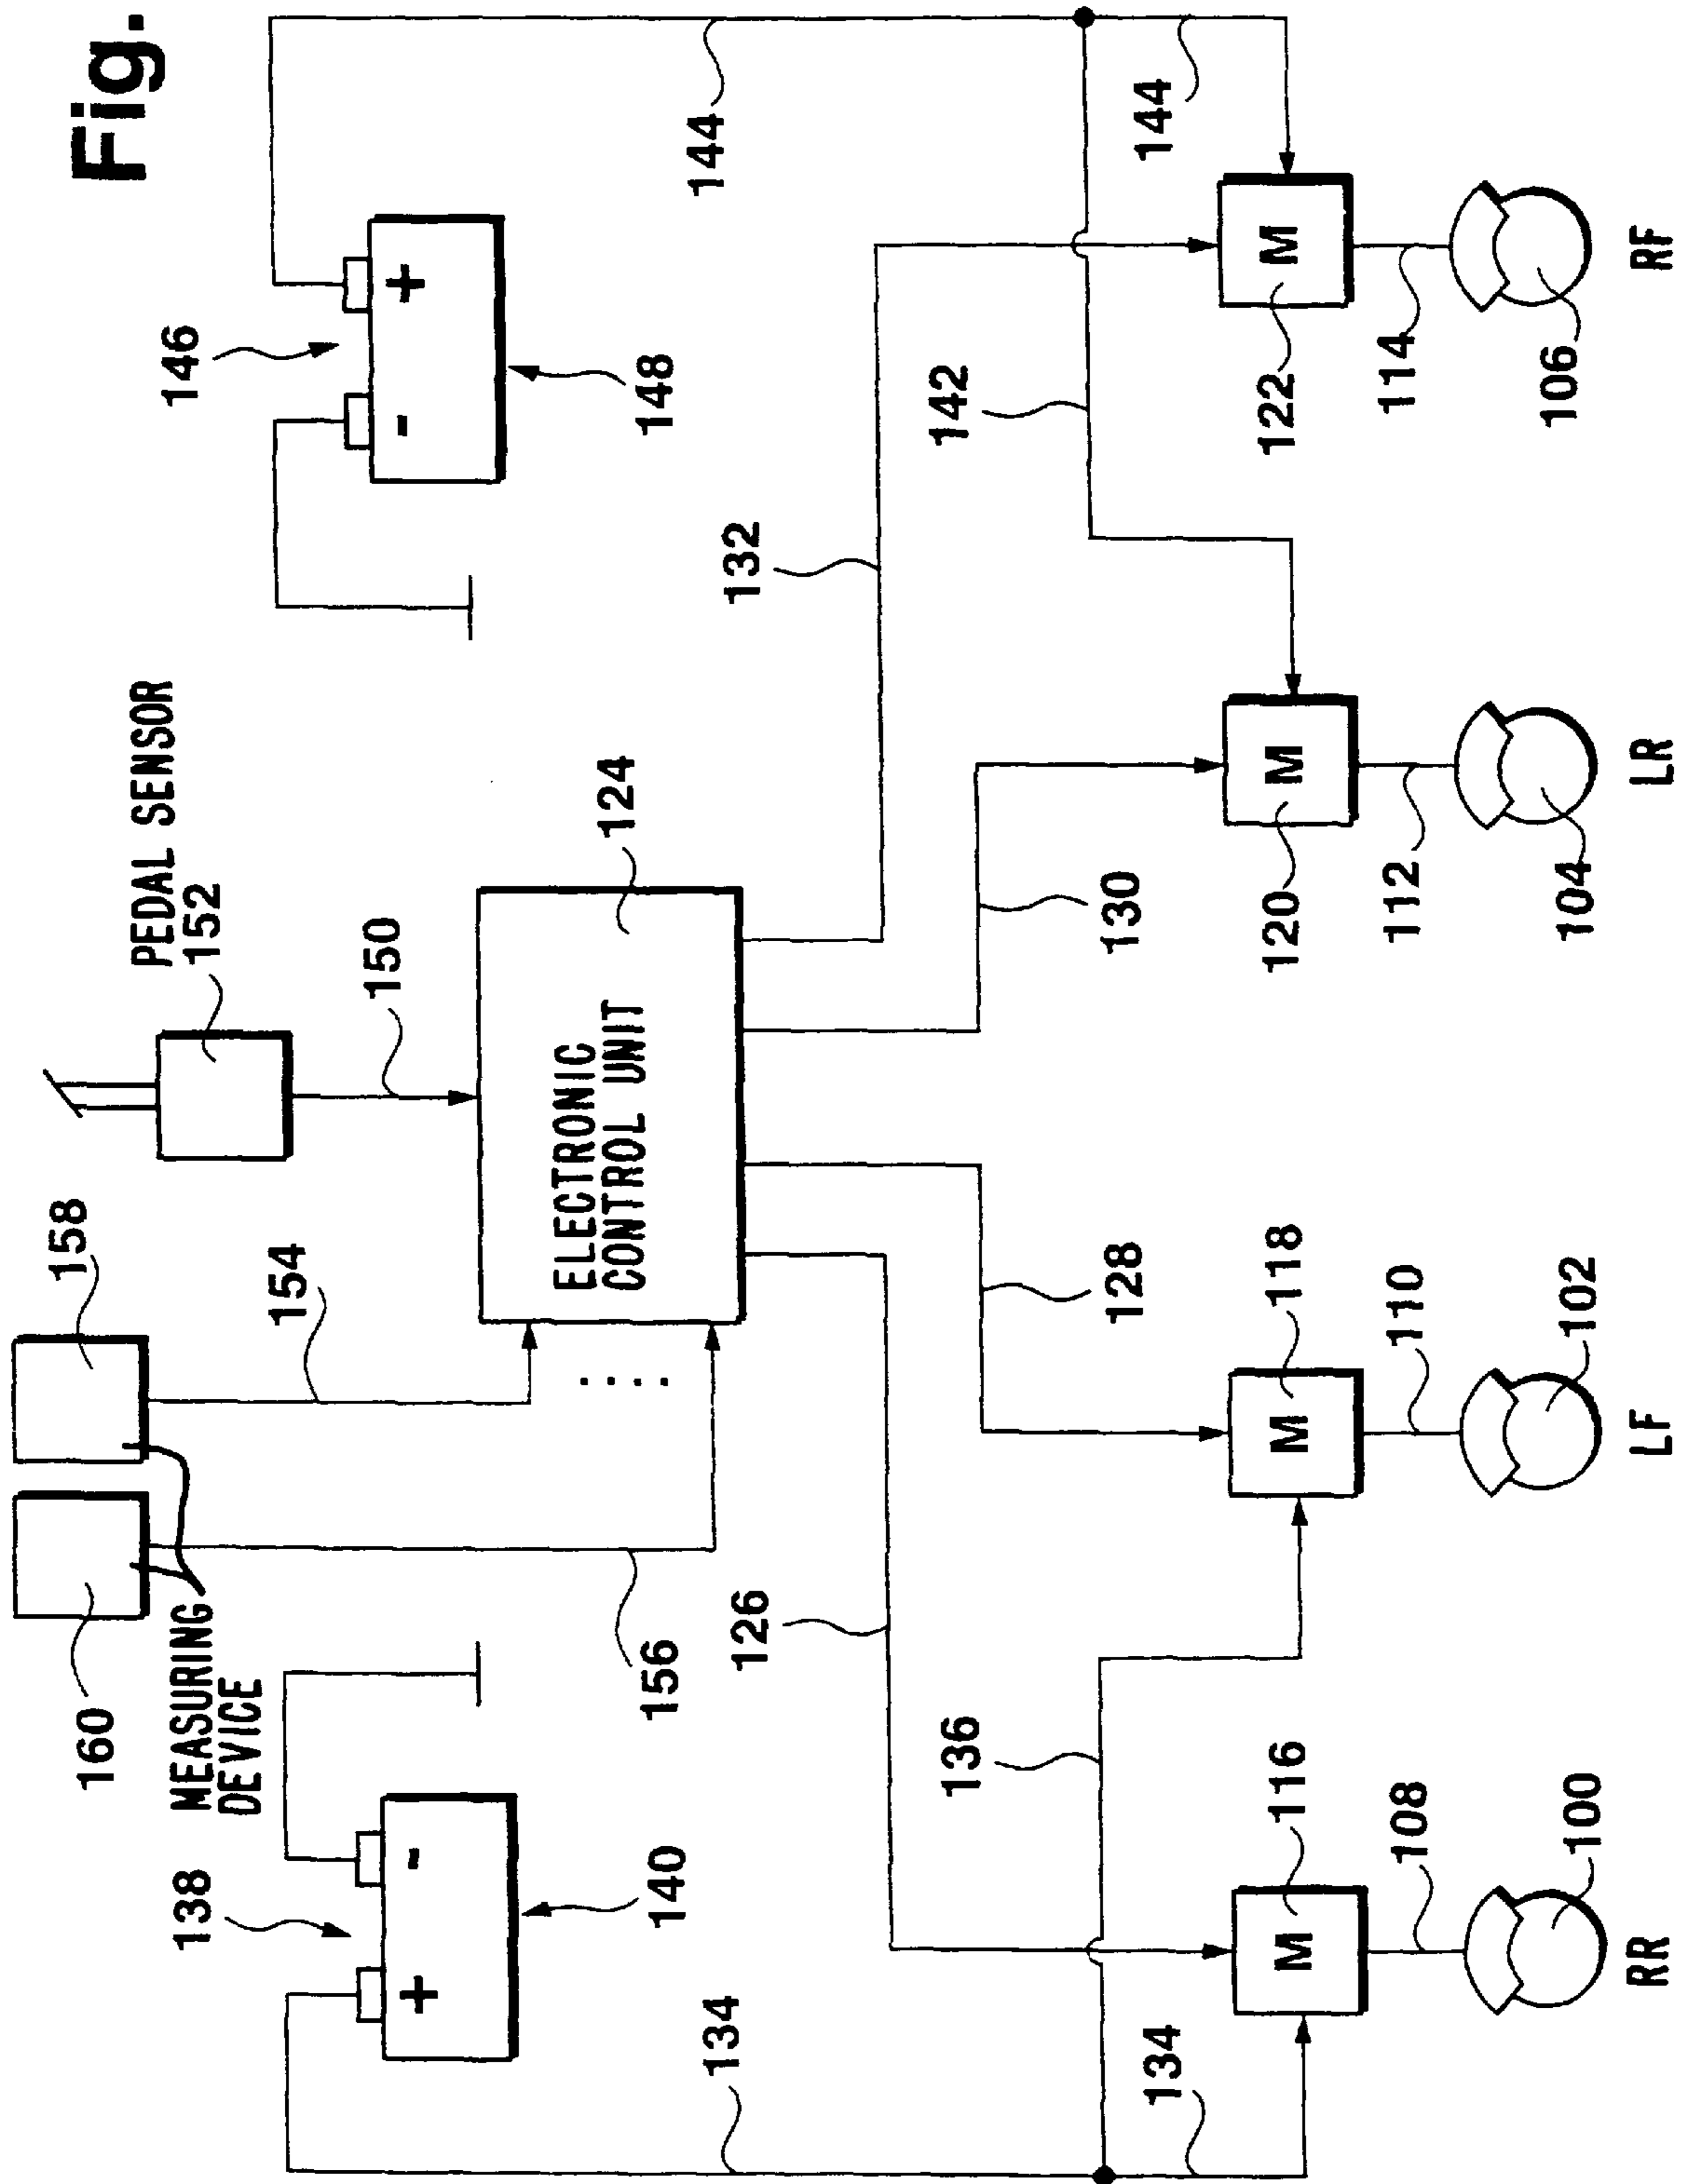 Fig.
160
158
MEASURING
DEVICE
PEDAL SENSOR
152
138
146
+
-
-
+
154
150
140
156
148
ELECTRONIC
CONTROL UNIT
124
134
126
132
144
136
128
130
142
134
144
116
118
120
122
M
M
M
M
108
110
112
114
100
102
104
106
RR
LF
LR
RF